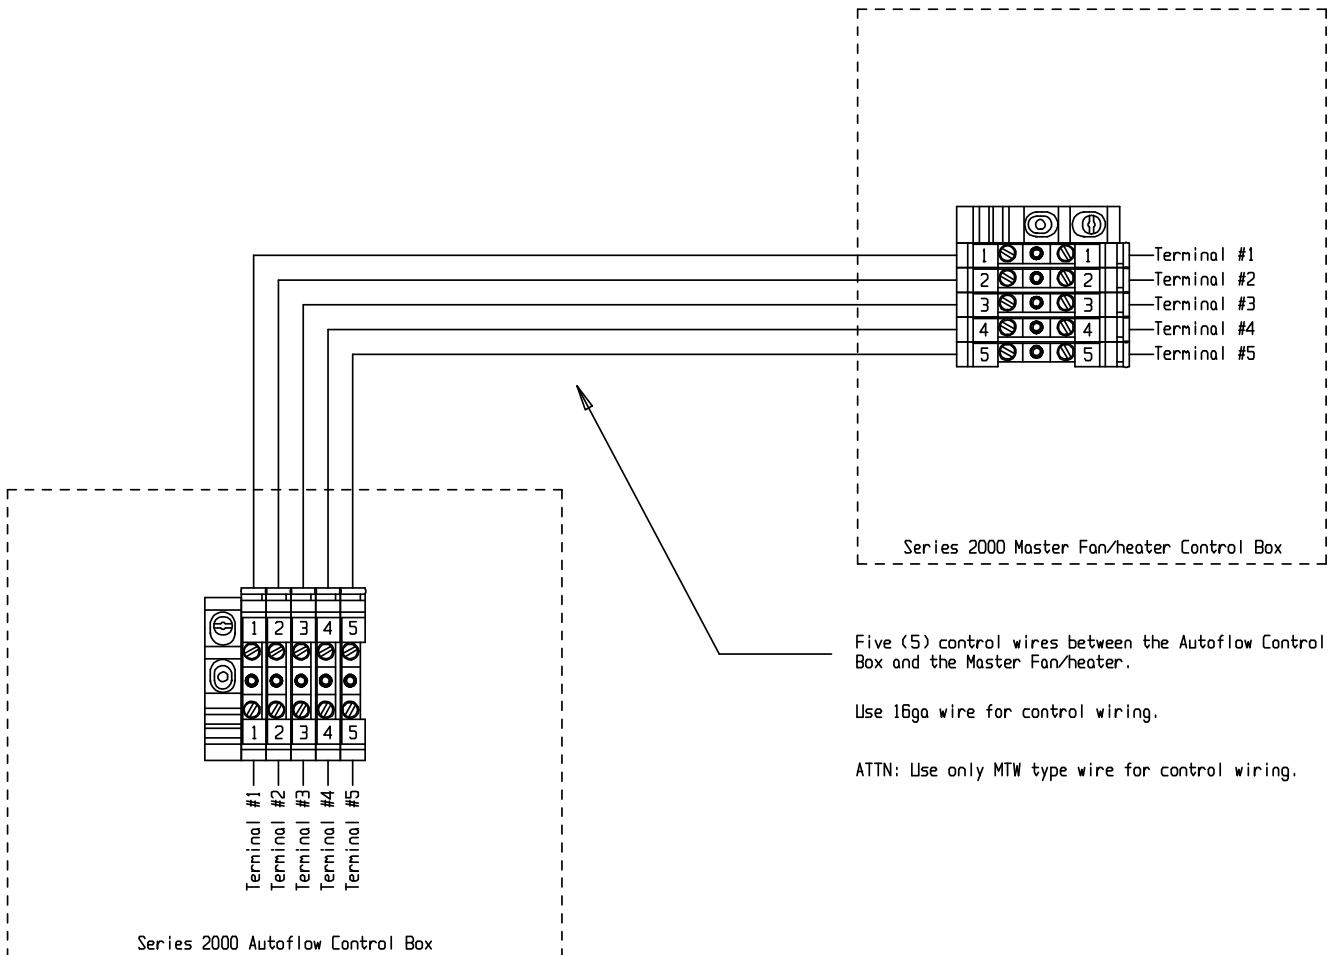 1 1 Terminal #1
2 2 Terminal #2
3 3 Terminal #3
4 4 Terminal #4
5 5 Terminal #5
Series 2000 Master Fan/heater Control Box
Five (5) control wires between the Autoflow Control
Box and the Master Fan/heater.
Use 16ga wire for control wiring.
ATTN: Use only MTW type wire for control wiring.
1 2 3 4 5
1 2 3 4 5
Terminal #1
Terminal #2
Terminal #3
Terminal #4
Terminal #5
Series 2000 Autoflow Control Box